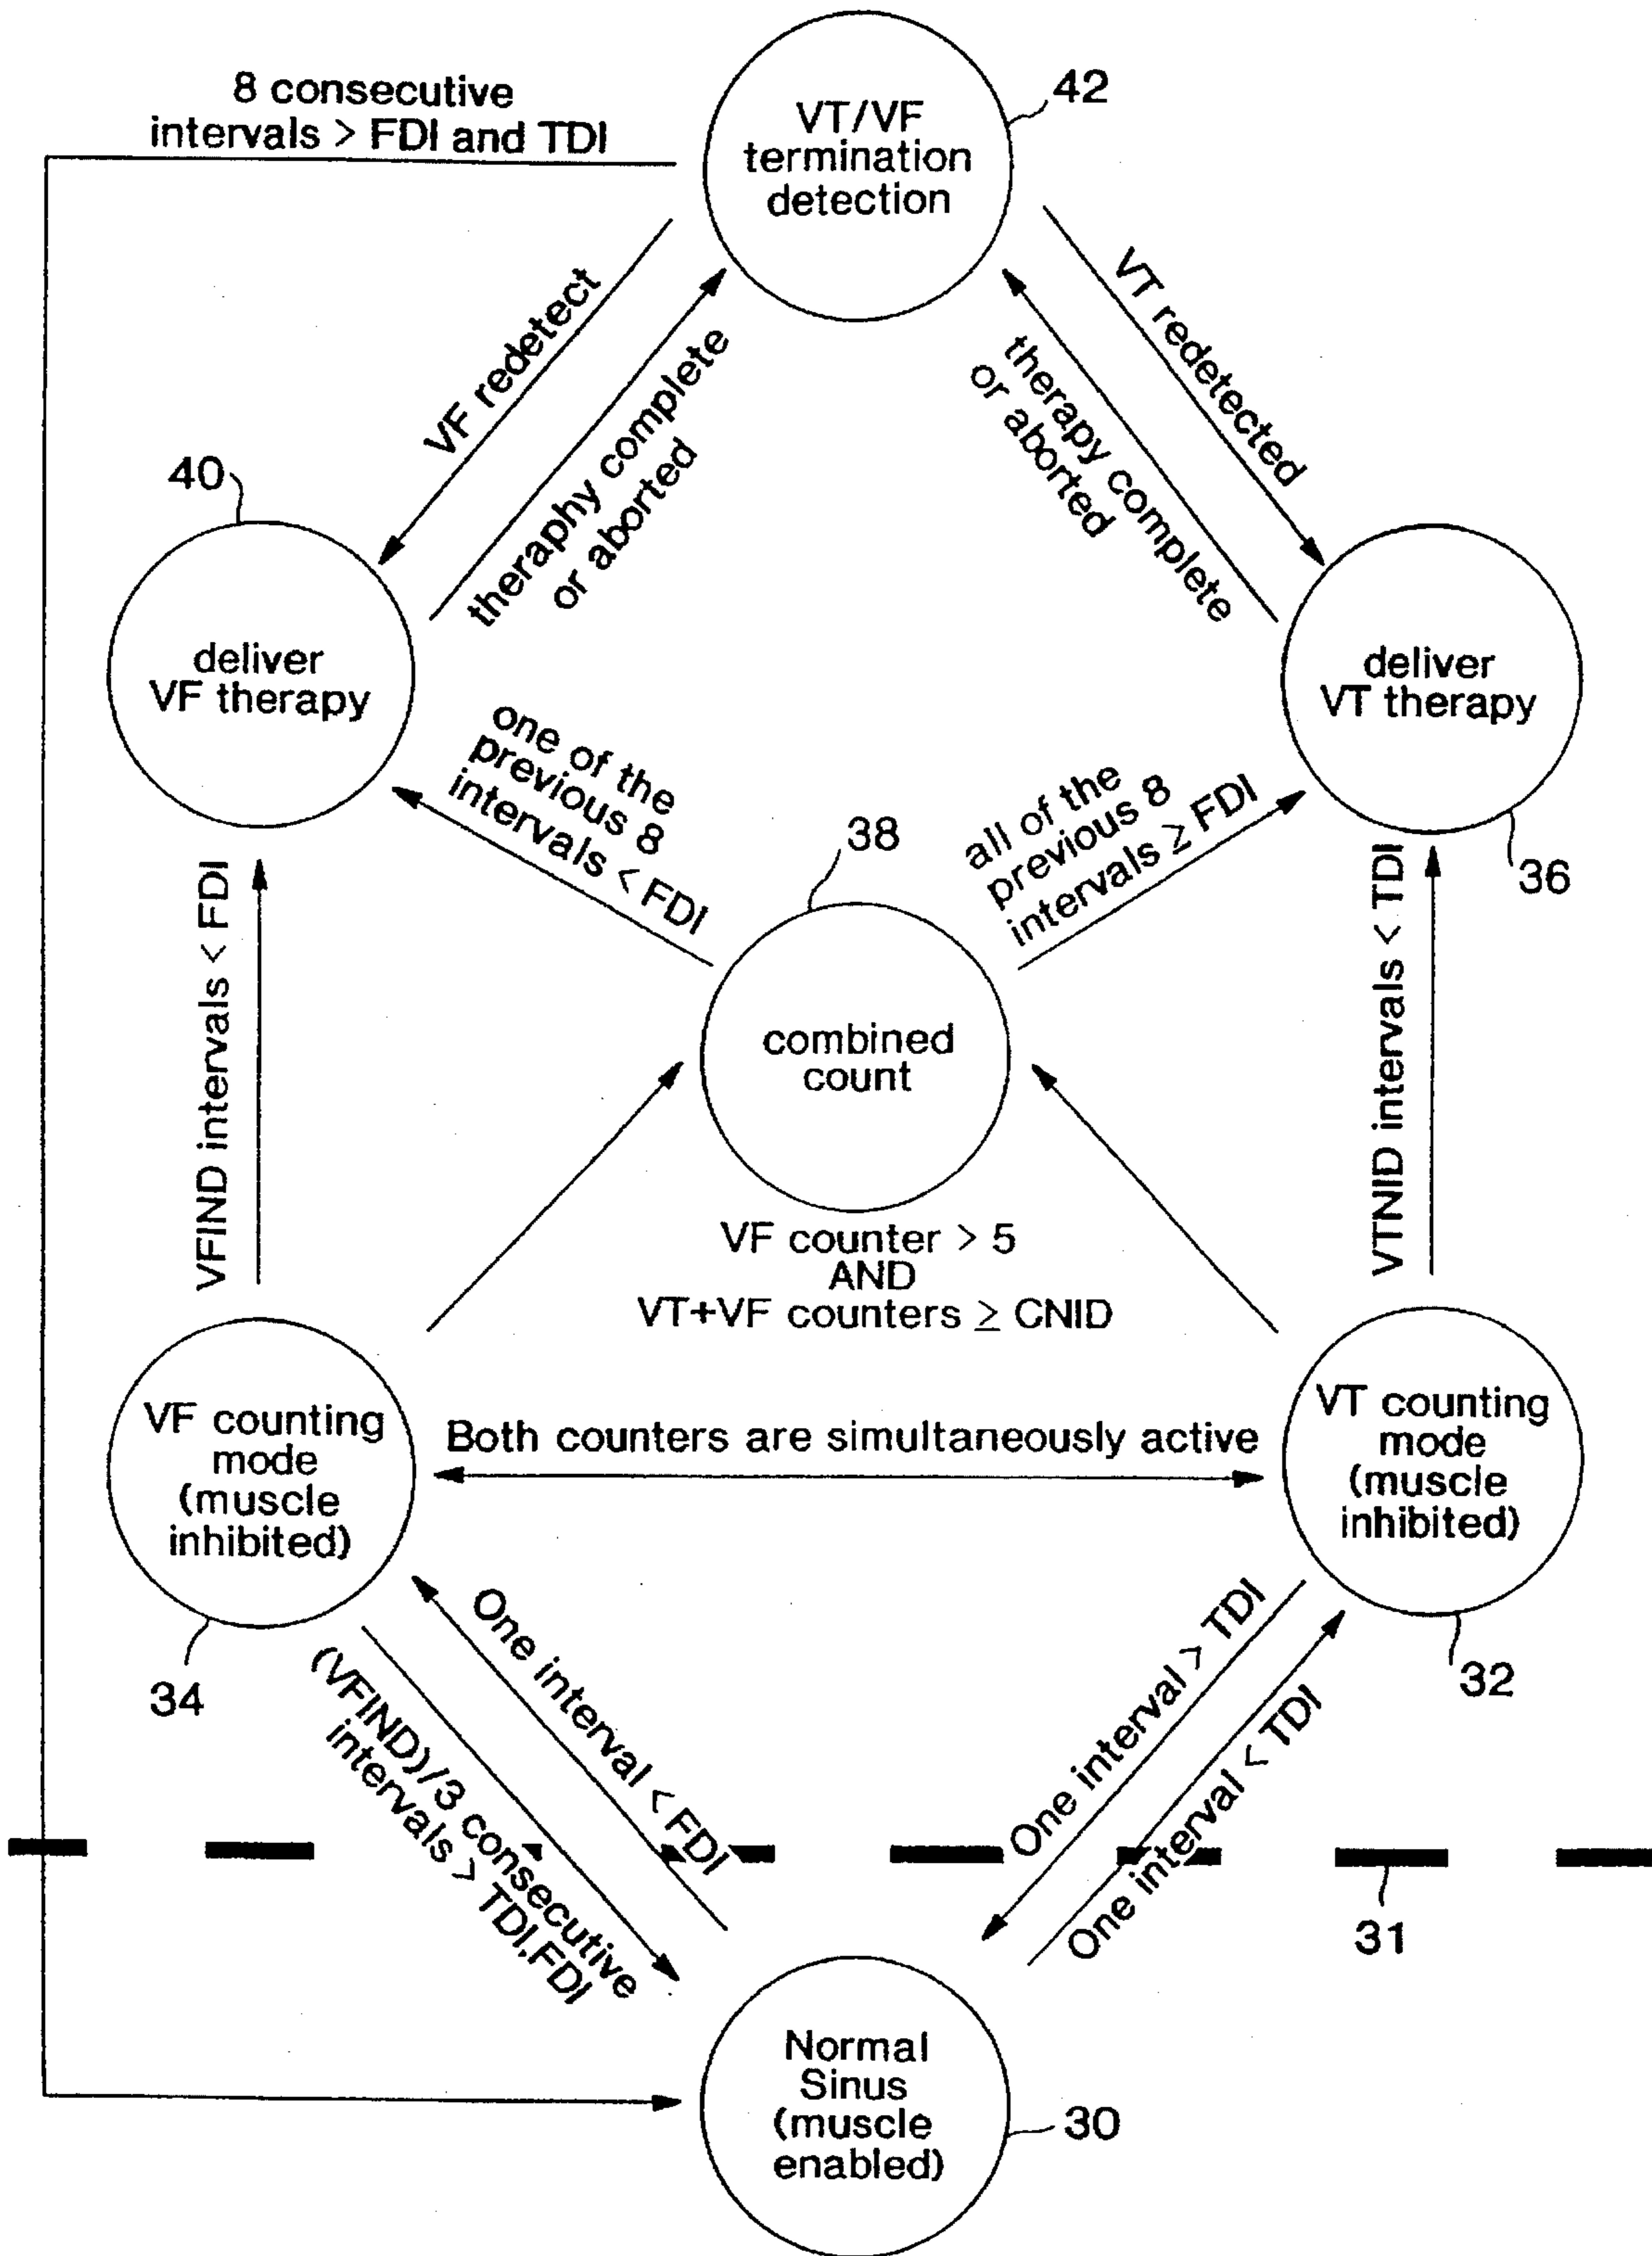 8 consecutive
intervals > FDI and TDI
VT/VF
termination
detection
42
VF redetect
theraphy complete
or aborted
VT redetected
therapy complete
or aborted
40
deliver
VF therapy
deliver
VT therapy
36
one of the
previous 8
intervals < FDI
all of the
previous 8
intervals ≥ FDI
38
combined
count
VFIND intervals < FDI
VTNID intervals < TDI
VF counter > 5
AND
VT+VF counters ≥ CNID
VF counting
mode
(muscle
inhibited)
34
Both counters are simultaneously active
VT counting
mode
(muscle
inhibited)
32
(VFIND)/3 consecutive
intervals > TDI,FDI
One interval < FDI
One interval > TDI
One interval < TDI
31
Normal
Sinus
(muscle
enabled)
30